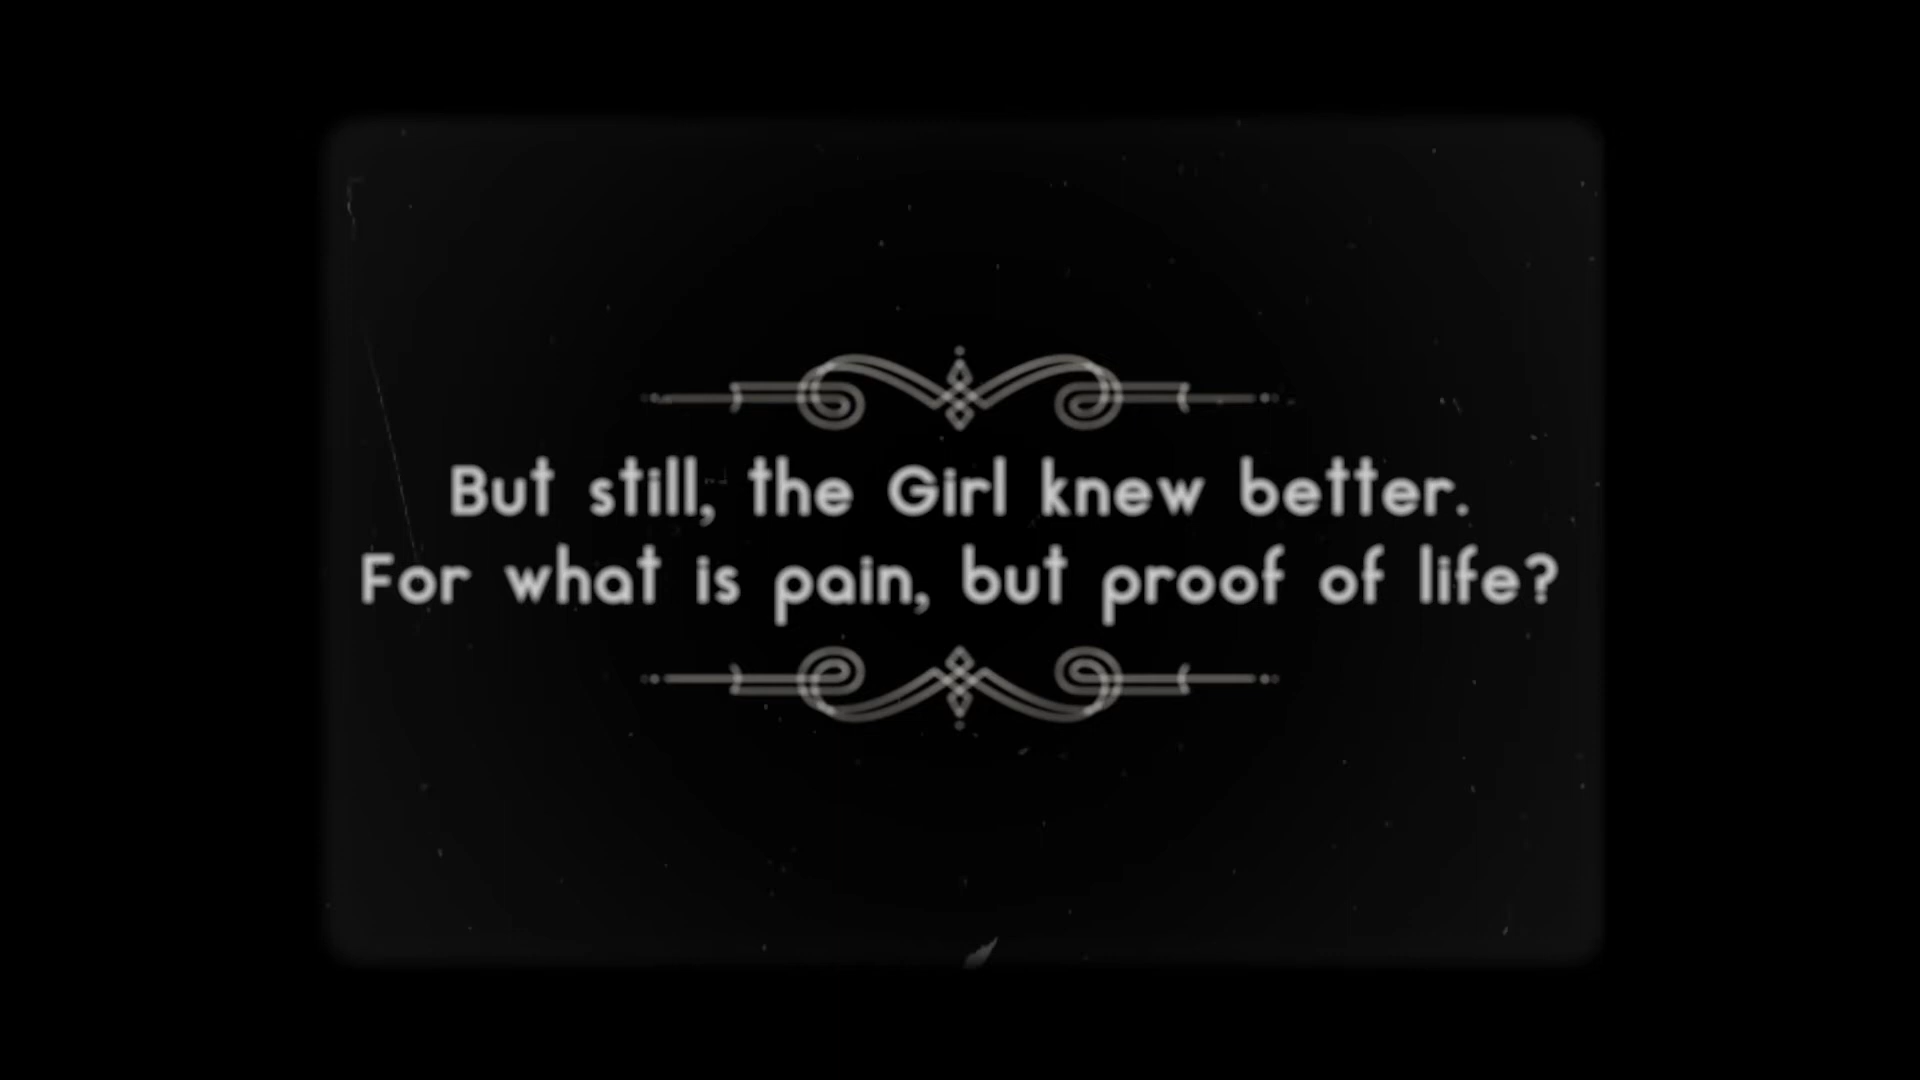 But still, the Girl knew better.
For what is pain, but proof of life?